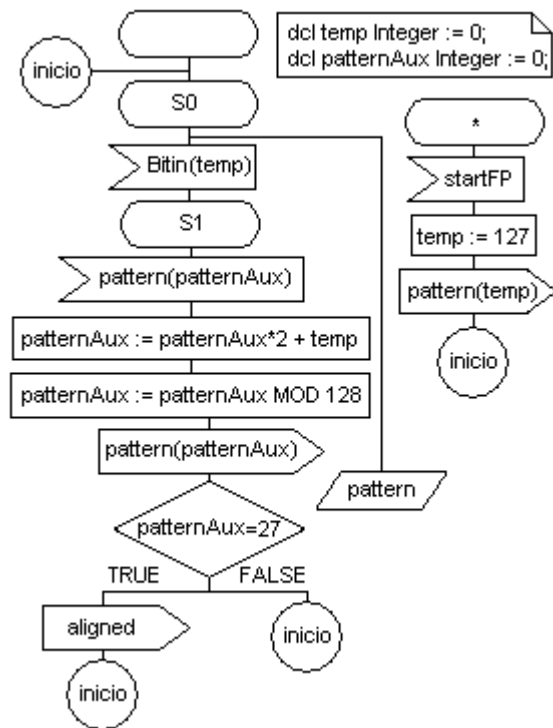 dcl temp Integer := 0;
dcl patternAux Integer := 0;
inicio
S0
Bitin(temp)
S1
pattern(patternAux)
patternAux := patternAux*2 + temp
patternAux := patternAux MOD 128
pattern(patternAux)
patternAux=27
TRUE
FALSE
aligned
inicio
inicio
pattern
*
startFP
temp := 127
pattern(temp)
inicio